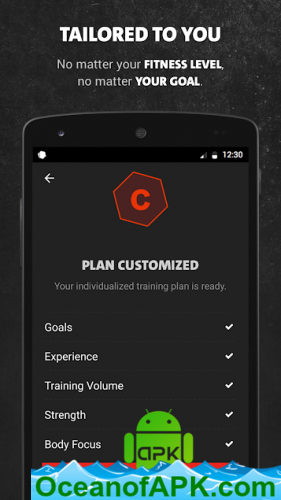 TAILORED TO YOU
No matter your FITNESS LEVEL,
no matter YOUR GOAL.
12:30
C
PLAN CUSTOMIZED
Your individualized training plan is ready.
Goals
Experience
Training Volume
Strength
Body Focus
APK
OceanofAPK.com